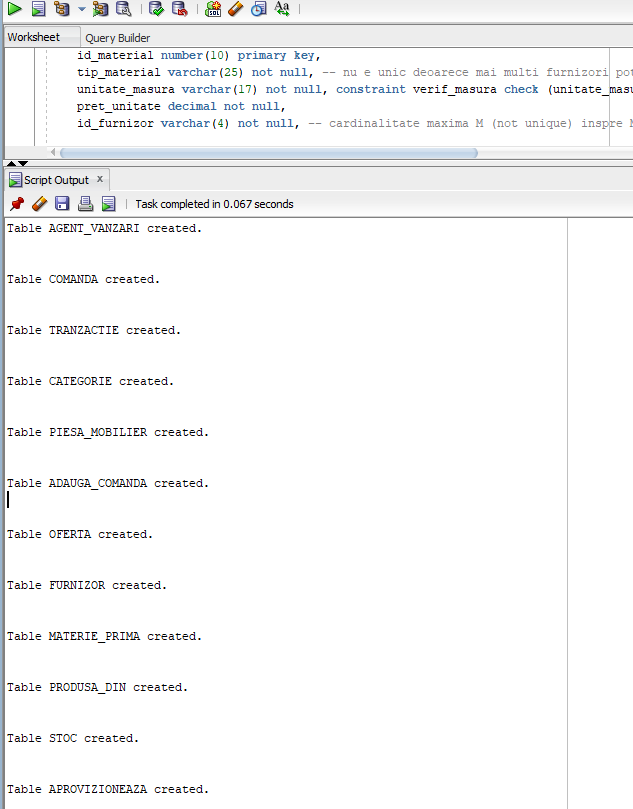 SQL
Aa
Worksheet Query Builder
id_material number(10) primary key,
tip_material varchar(25) not null, -- nu e unic deoarece mai multi furnizori pot
unitate_masura varchar(17) not null, constraint verif_masura check (unitate_masu
pret_unitate decimal not null,
id_furnizor varchar(4) not null, -- cardinalitate maxima M (not unique) inspre M
Script Output x
Task completed in 0.067 seconds
Table AGENT_VANZARI created.
Table COMANDA created.
Table TRANZACTIE created.
Table CATEGORIE created.
Table PIESA_MOBILIER created.
Table ADAUGA_COMANDA created.
Table OFERTA created.
Table FURNIZOR created.
Table MATERIE_PRIMA created.
Table PRODUSA_DIN created.
Table STOC created.
Table APROVIZIONEAZA created.